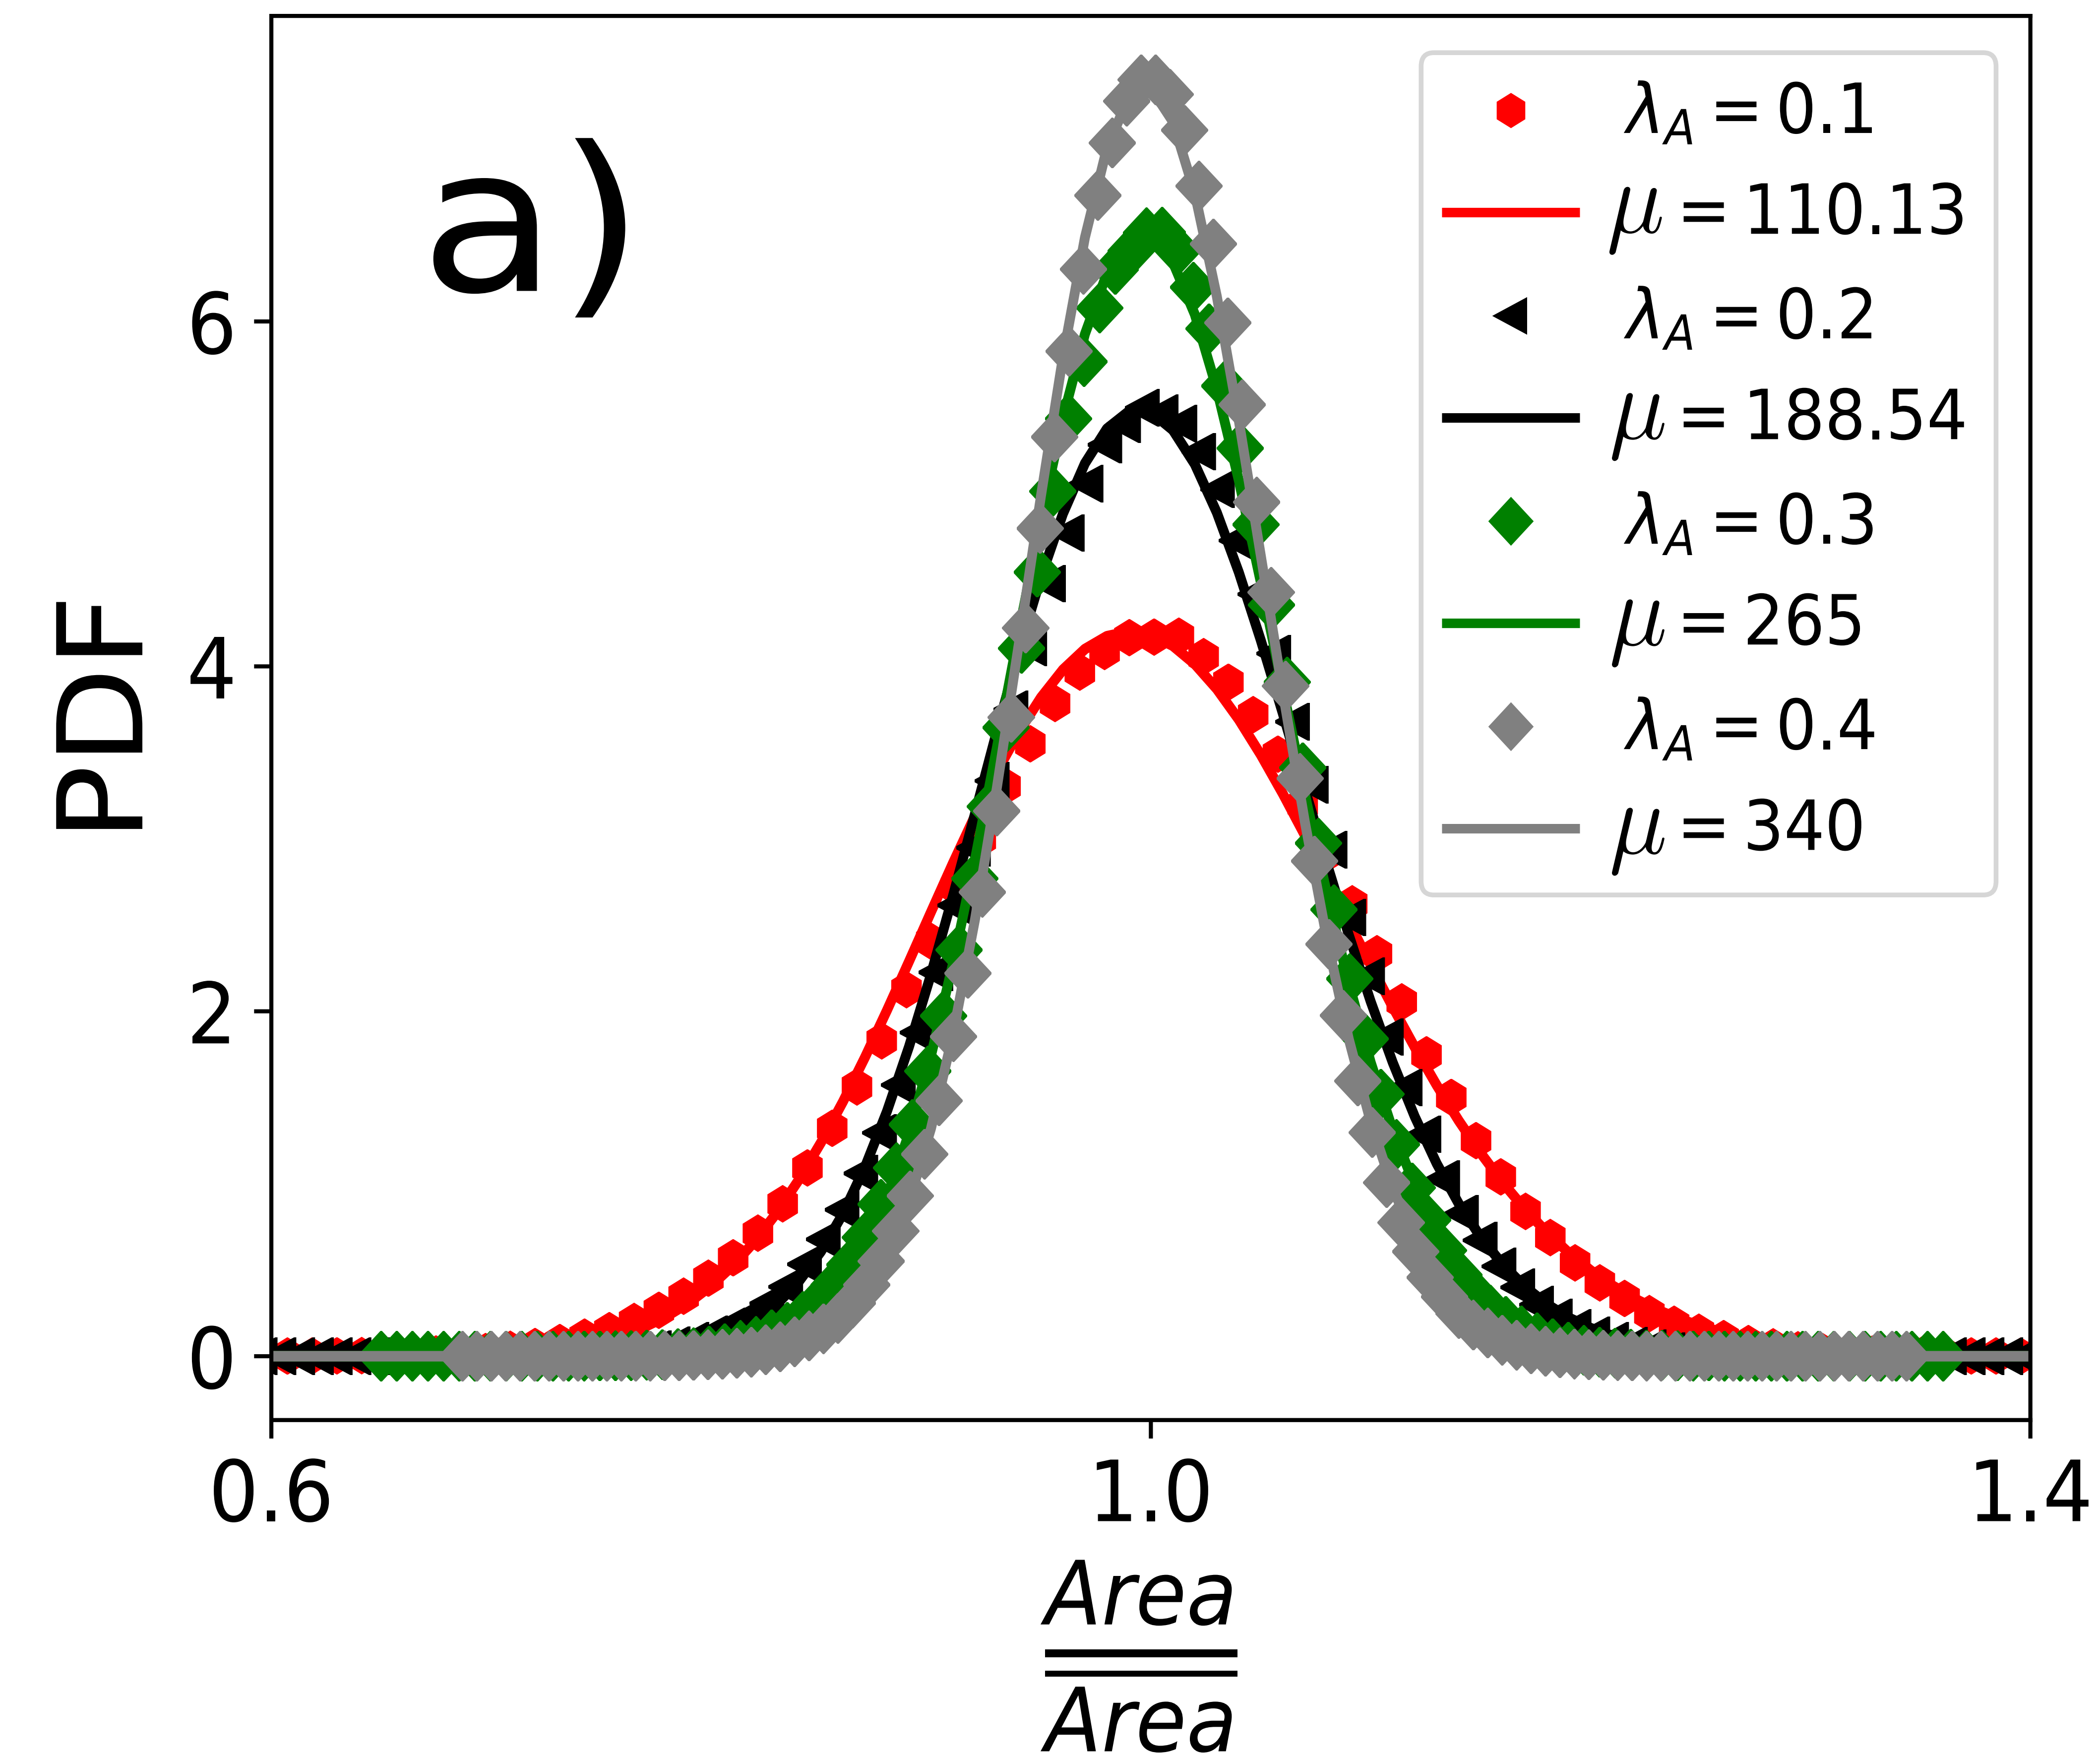 a)
λA = 0.1
μ = 110.13
λA = 0.2
μ = 188.54
λA = 0.3
μ = 265
λA = 0.4
μ = 340
PDF
6
4
2
0
0.6 1.0 1.4
Area
Area